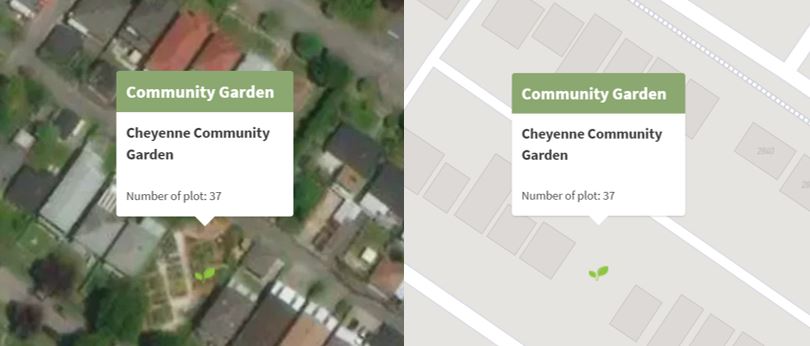 Community Garden
Cheyenne Community
Garden
Number of plot: 37
Community Garden
Cheyenne Community
Garden
Number of plot: 37
2840